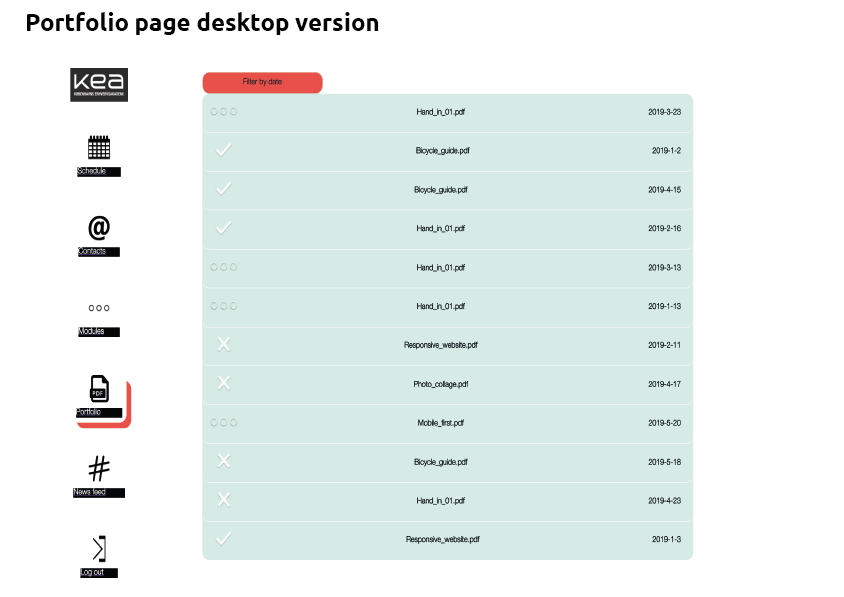 Portfolio page desktop version
kea
KØBENHAVNS ERHVERVSAKADEMI
Schedule
@
Contacts
Modules
PDF
Portfolio
#
News feed
Log out
Filter by date
Hand_in_01.pdf 2019-3-23
Bicycle_guide.pdf 2019-1-2
Bicycle_guide.pdf 2019-4-15
Hand_in_01.pdf 2019-2-16
Hand_in_01.pdf 2019-3-13
Hand_in_01.pdf 2019-1-13
Responsive_website.pdf 2019-2-11
Photo_collage.pdf 2019-4-17
Mobile_first.pdf 2019-5-20
Bicycle_guide.pdf 2019-5-18
Hand_in_01.pdf 2019-4-23
Responsive_website.pdf 2019-1-3